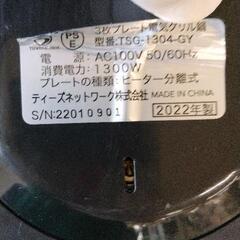 PS
E
3枚プレート電気グリル鍋
型番:TSG-1304-GY
電源:AC100V 50/60Hz
消費電力:1300W
プレートの種類:ヒーター分離式
ティーズネットワーク株式会社
MADE IN CHINA
S/N:22010901
2022年製